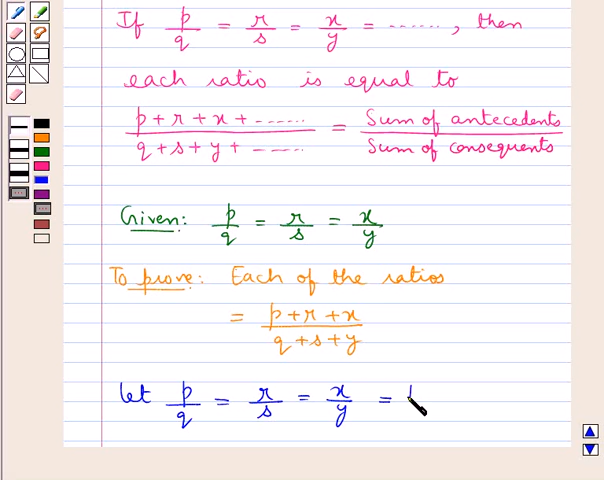 If p/q = r/s = x/y = ......, then
each ratio is equal to
p + r + x + ...... / q + s + y + ...... = Sum of antecedents / Sum of consequents
Given: p/q = r/s = x/y
To prove: Each of the ratios
= p + r + x / q + s + y
let p/q = r/s = x/y =